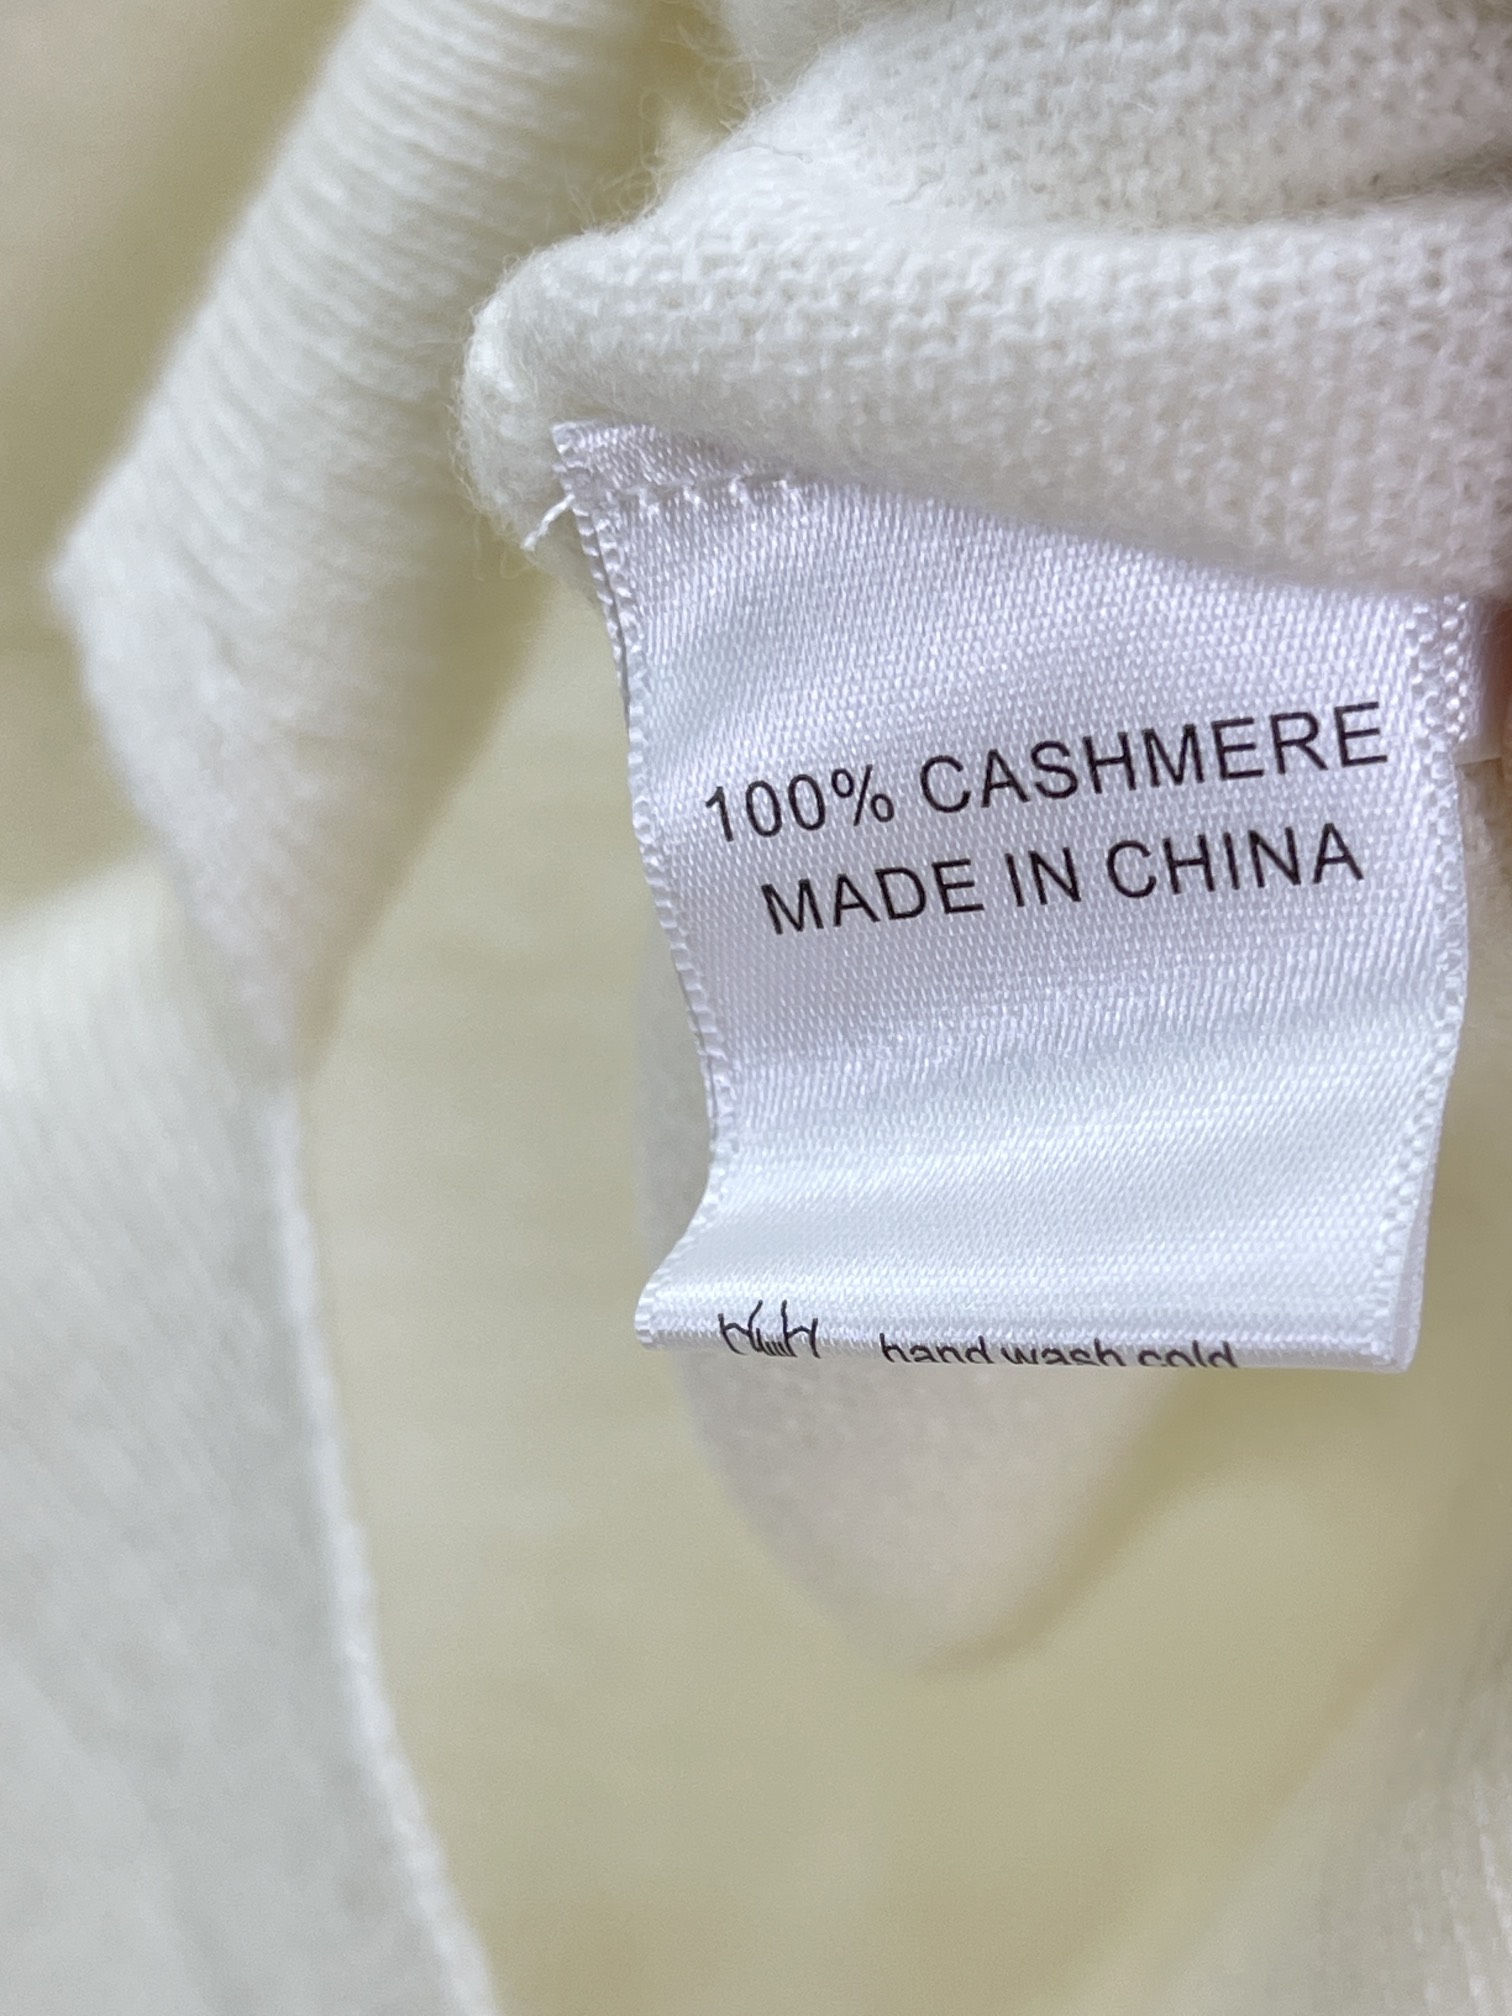 100% CASHMERE
MADE IN CHINA
hand wash cold